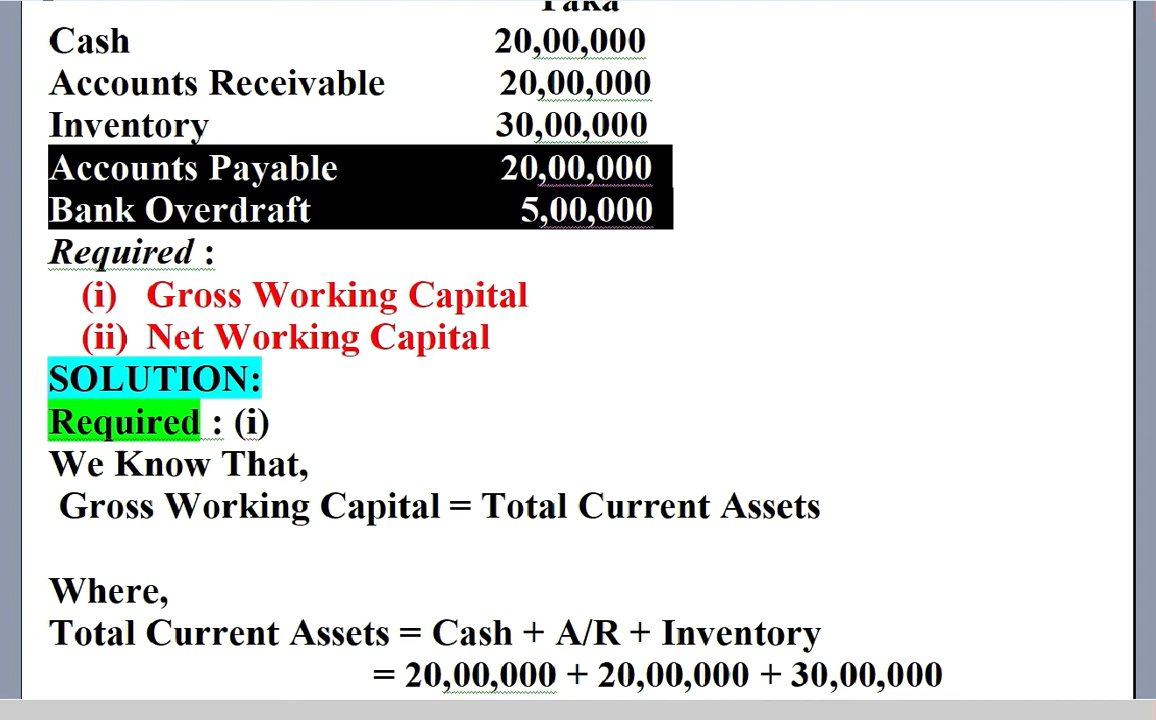 Taka
Cash 20,00,000
Accounts Receivable 20,00,000
Inventory 30,00,000
Accounts Payable 20,00,000
Bank Overdraft 5,00,000
Required :
(i) Gross Working Capital
(ii) Net Working Capital
SOLUTION:
Required : (i)
We Know That,
Gross Working Capital = Total Current Assets
Where,
Total Current Assets = Cash + A/R + Inventory
= 20,00,000 + 20,00,000 + 30,00,000